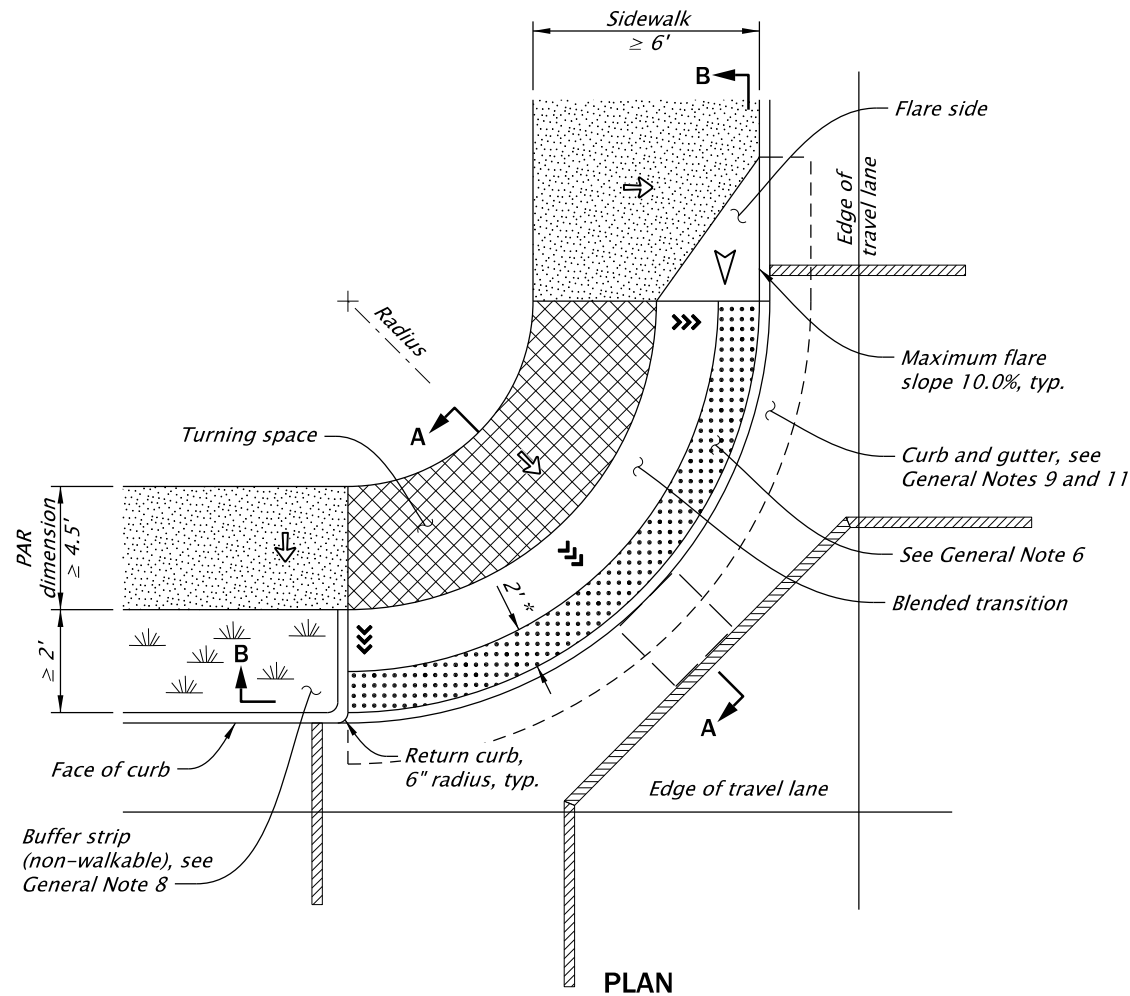 Sidewalk
≥ 6'
B
Flare side
Edge of
travel lane
Radius
Maximum flare
slope 10.0%, typ.
A
Turning space
Curb and gutter, see
General Notes 9 and 11
PAR
dimension
≥ 4.5'
See General Note 6
2' *
Blended transition
≥ 2'
B
A
Return curb,
6" radius, typ.
Face of curb
Edge of travel lane
Buffer strip
(non-walkable), see
General Note 8
PLAN